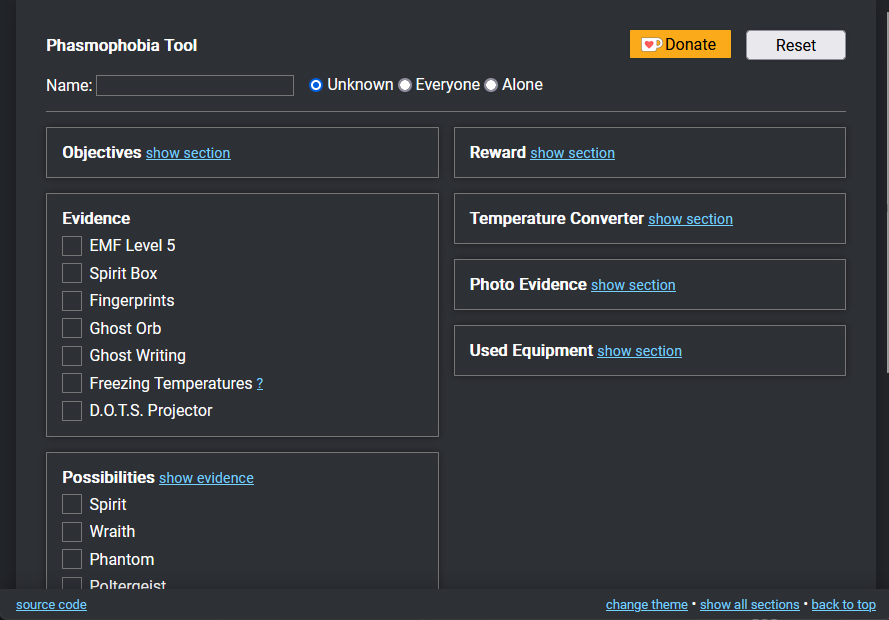 Phasmophobia Tool
Donate
Reset
Name:
Unknown Everyone Alone
Objectives show section
Reward show section
Evidence
EMF Level 5
Spirit Box
Fingerprints
Ghost Orb
Ghost Writing
Freezing Temperatures ?
D.O.T.S. Projector
Temperature Converter show section
Photo Evidence show section
Used Equipment show section
Possibilities show evidence
Spirit
Wraith
Phantom
Poltergeist
source code
change theme • show all sections • back to top